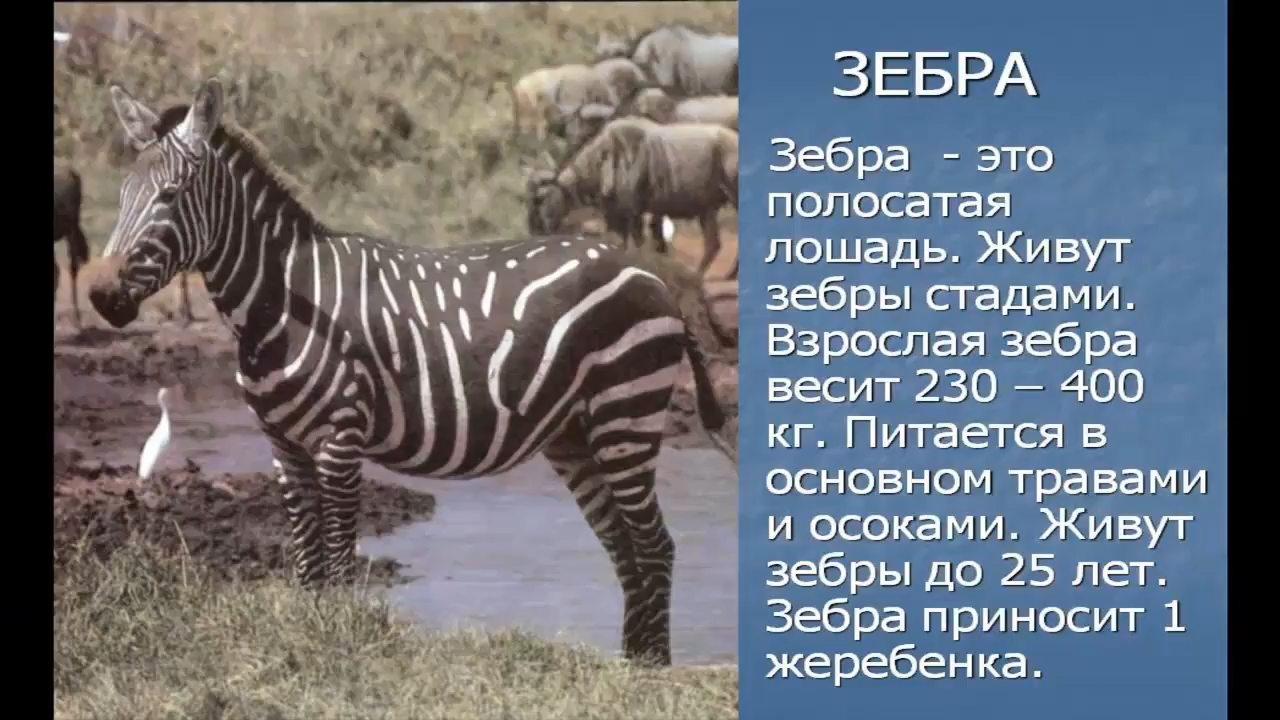 ЗЕБРА
Зебра - это
полосатая
лошадь. Живут
зебры стадами.
Взрослая зебра
весит 230 – 400
кг. Питается в
основном травами
и осоками. Живут
зебры до 25 лет.
Зебра приносит 1
жеребенка.